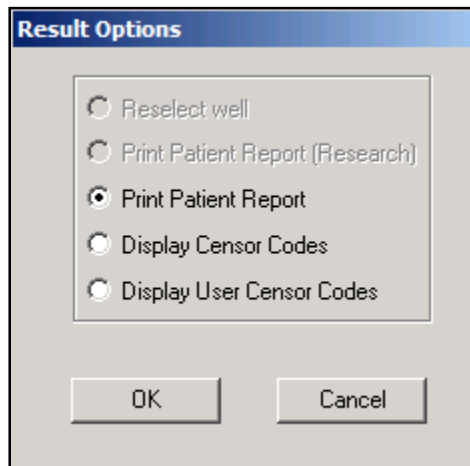 Result Options
Reselect well
Print Patient Report (Research)
Print Patient Report
Display Censor Codes
Display User Censor Codes
OK
Cancel